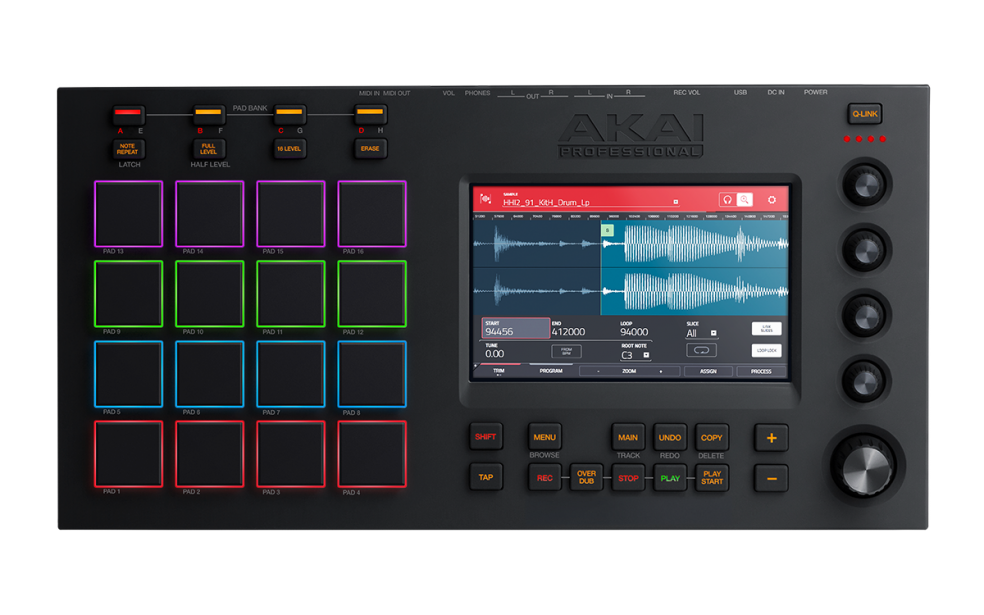 MIDI IN MIDI OUT VOL PHONES L OUT R L IN R REC VOL USB DC IN POWER
PAD BANK
A E B F C G D H
NOTE REPEAT
FULL LEVEL
16 LEVEL
ERASE
LATCH
HALF LEVEL
Q-LINK
AKAI
PROFESSIONAL
PAD 13 PAD 14 PAD 15 PAD 16
PAD 9 PAD 10 PAD 11 PAD 12
PAD 5 PAD 6 PAD 7 PAD 8
PAD 1 PAD 2 PAD 3 PAD 4
SAMPLE
HHI2_91_KitH_Drum_Lp
S
START END LOOP SLICE
94456 412000 94000 All
TUNE ROOT NOTE
0.00 FROM BPM C3
LOOP LOCK
TRIM PROGRAM - ZOOM + ASSIGN PROCESS
SHIFT MENU MAIN UNDO COPY +
BROWSE TRACK REDO DELETE
TAP REC OVER DUB STOP PLAY PLAY START -